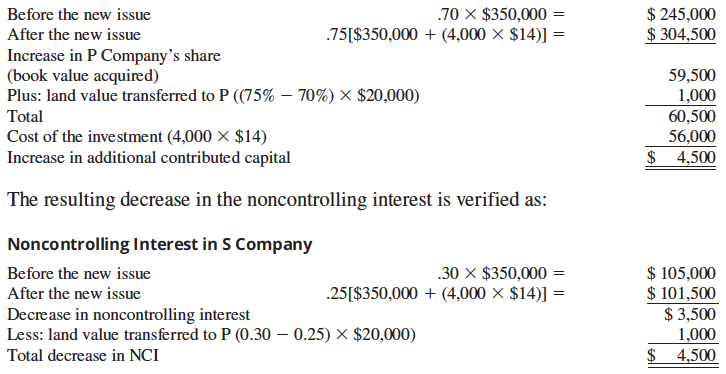 Before the new issue .70 × $350,000 = $ 245,000
After the new issue .75[$350,000 + (4,000 × $14)] = $ 304,500
Increase in P Company’s share
(book value acquired) 59,500
Plus: land value transferred to P ((75% − 70%) × $20,000) 1,000
Total 60,500
Cost of the investment (4,000 × $14) 56,000
Increase in additional contributed capital $ 4,500
The resulting decrease in the noncontrolling interest is verified as:
Noncontrolling Interest in S Company
Before the new issue .30 × $350,000 = $ 105,000
After the new issue .25[$350,000 + (4,000 × $14)] = $ 101,500
Decrease in noncontrolling interest $ 3,500
Less: land value transferred to P (0.30 − 0.25) × $20,000) 1,000
Total decrease in NCI $ 4,500